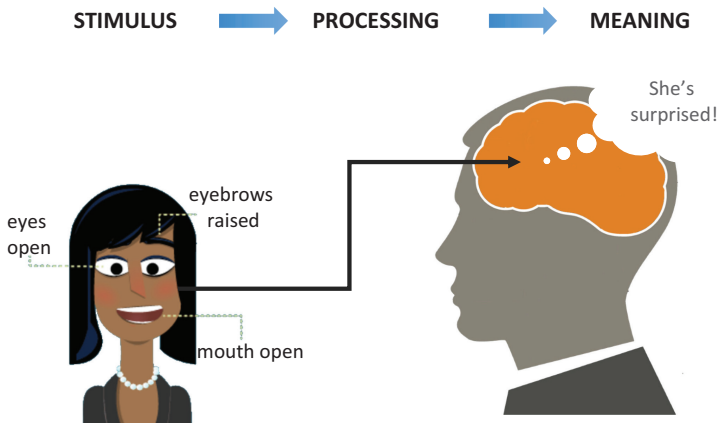 STIMULUS PROCESSING MEANING
She's
surprised!
eyebrows
raised
eyes
open
mouth open